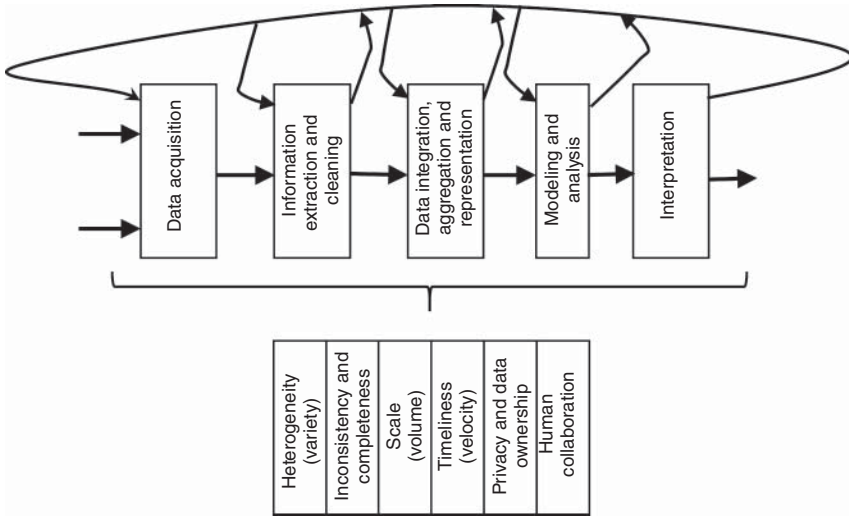 Data acquisition
Information
extraction and
cleaning
Data integration,
aggregation and
representation
Modeling and
analysis
Interpretation
Heterogeneity
(variety)
Inconsistency and
completeness
Scale
(volume)
Timeliness
(velocity)
Privacy and data
ownership
Human
collaboration